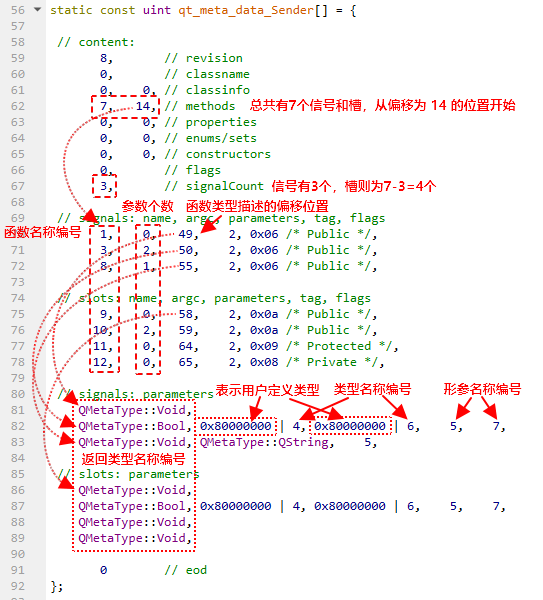 56 static const uint qt_meta_data_Sender[] = {
57
58 // content:
59 8, // revision
60 0, // classname
61 0, 0, // classinfo
62 7, 14, // methods 总共有7个信号和槽，从偏移为 14 的位置开始
63 0, 0, // properties
64 0, 0, // enums/sets
65 0, 0, // constructors
66 0, // flags
67 3, // signalCount 信号有3个，槽则为7-3=4个
68 参数个数 函数类型描述的偏移位置
69 // signals: name, argc, parameters, tag, flags
函数名称编号
70 1, 0, 49, 2, 0x06 /* Public */,
71 3, 2, 50, 2, 0x06 /* Public */,
72 8, 1, 55, 2, 0x06 /* Public */,
73
74 // slots: name, argc, parameters, tag, flags
75 9, 0, 58, 2, 0x0a /* Public */,
76 10, 2, 59, 2, 0x0a /* Public */,
77 11, 0, 64, 2, 0x09 /* Protected */,
78 12, 0, 65, 2, 0x08 /* Private */,
79
80 // signals: parameters 表示用户定义类型 类型名称编号 形参名称编号
81 QMetaType::Void,
82 QMetaType::Bool, 0x80000000 | 4, 0x80000000 | 6, 5, 7,
83 QMetaType::Void, QMetaType::QString, 5,
84 返回类型名称编号
85 // slots: parameters
86 QMetaType::Void,
87 QMetaType::Bool, 0x80000000 | 4, 0x80000000 | 6, 5, 7,
88 QMetaType::Void,
89 QMetaType::Void,
90
91 0 // eod
92 };